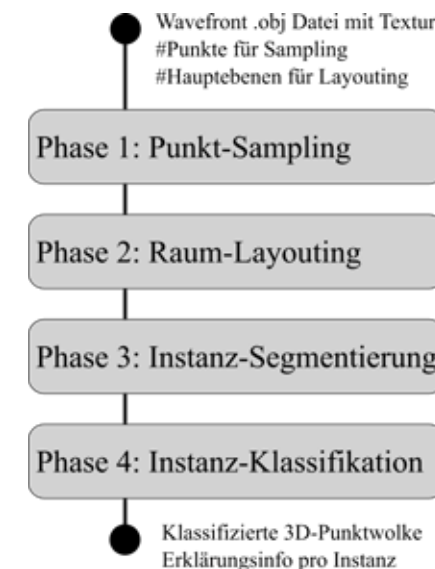 Wavefront .obj Datei mit Textur
#Punkte für Sampling
#Hauptebenen für Layouting
Phase 1: Punkt-Sampling
Phase 2: Raum-Layouting
Phase 3: Instanz-Segmentierung
Phase 4: Instanz-Klassifikation
Klassifizierte 3D-Punktwolke
Erklärungsinfo pro Instanz